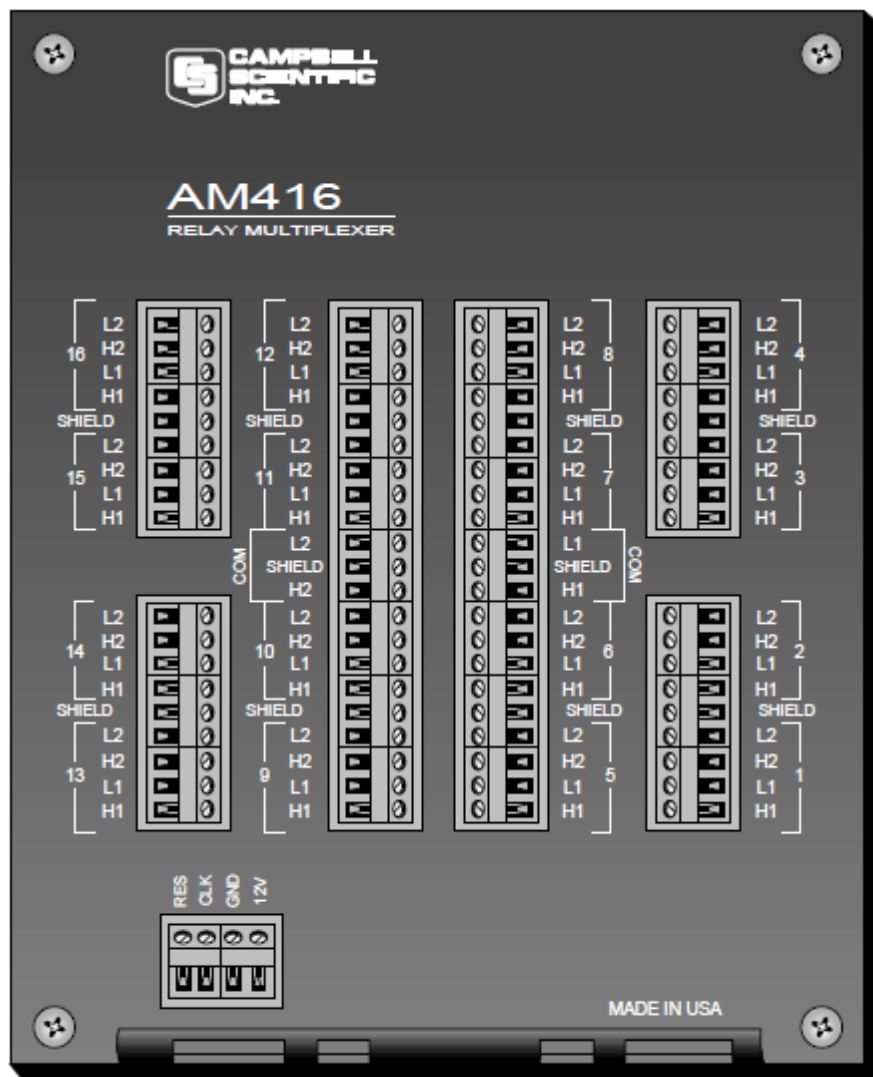 CAMPBELL
SCIENTIFIC
INC.
AM416
RELAY MULTIPLEXER
L2 L2 L2 L2
16 H2 12 H2 H2 8 H2 4
L1 L1 L1 L1
H1 H1 H1 H1
SHIELD SHIELD SHIELD SHIELD
L2 L2 L2 L2
15 H2 11 H2 H2 7 H2 3
L1 L1 L1 L1
H1 H1 H1 H1
L2 L1
COM SHIELD SHIELD COM
H2 H1
L2 L2 L2 L2
14 H2 10 H2 H2 6 H2 2
L1 L1 L1 L1
H1 H1 H1 H1
SHIELD SHIELD SHIELD SHIELD
L2 L2 L2 L2
13 H2 9 H2 H2 5 H2 1
L1 L1 L1 L1
H1 H1 H1 H1
RES CLK GND 12V
MADE IN USA